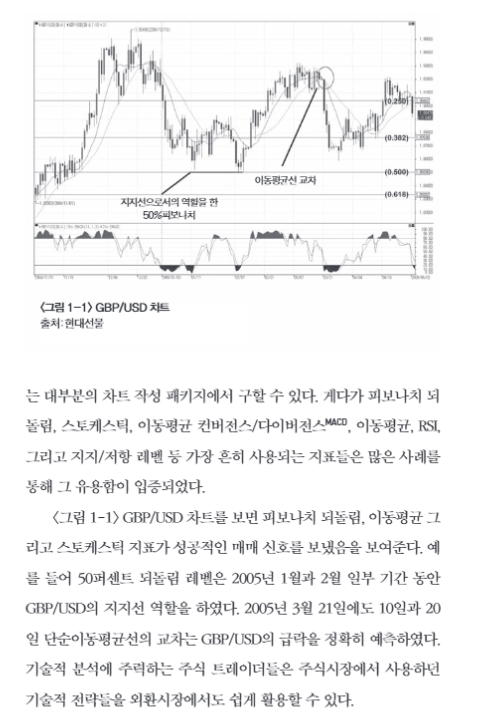 (0.250)
(0.382)
(0.500)
이동평균선 교차
(0.618)
지지선으로서의 역할을 한
50%피보나치
<그림 1-1> GBP/USD 차트
출처: 현대선물
는 대부분의 차트 작성 패키지에서 구할 수 있다. 게다가 피보나치 되
돌림, 스토케스틱, 이동평균 컨버전스/다이버전스MACD, 이동평균, RSI,
그리고 지지/저항 레벨 등 가장 흔히 사용되는 지표들은 많은 사례를
통해 그 유용함이 입증되었다.
<그림 1-1> GBP/USD 차트를 보면 피보나치 되돌림, 이동평균 그
리고 스토케스틱 지표가 성공적인 매매 신호를 보냈음을 보여준다. 예
를 들어 50퍼센트 되돌림 레벨은 2005년 1월과 2월 일부 기간 동안
GBP/USD의 지지선 역할을 하였다. 2005년 3월 21일에도 10일과 20
일 단순이동평균선의 교차는 GBP/USD의 급락을 정확히 예측하였다.
기술적 분석에 주력하는 주식 트레이더들은 주식시장에서 사용하던
기술적 전략들을 외환시장에서도 쉽게 활용할 수 있다.